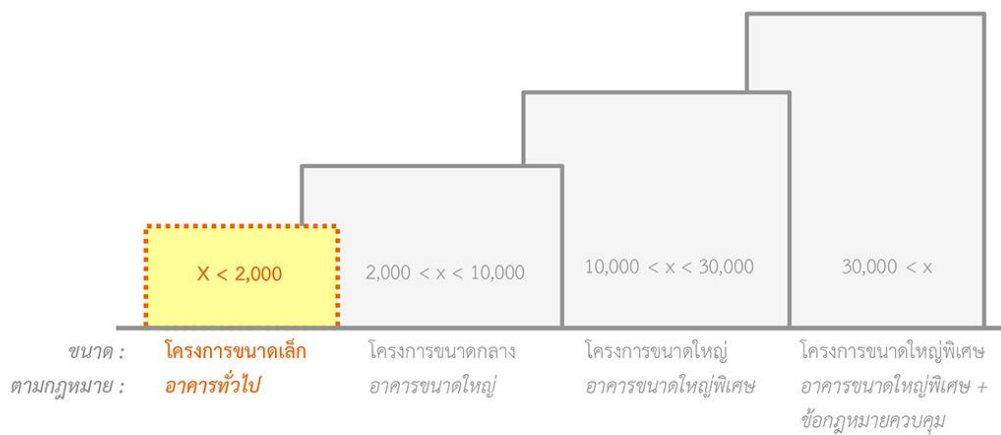 X < 2,000
2,000 < x < 10,000
10,000 < x < 30,000
30,000 < x
ขนาด : โครงการขนาดเล็ก โครงการขนาดกลาง โครงการขนาดใหญ่ โครงการขนาดใหญ่พิเศษ
ตามกฎหมาย : อาคารทั่วไป อาคารขนาดใหญ่ อาคารขนาดใหญ่พิเศษ อาคารขนาดใหญ่พิเศษ +
ข้อกฎหมายควบคุม